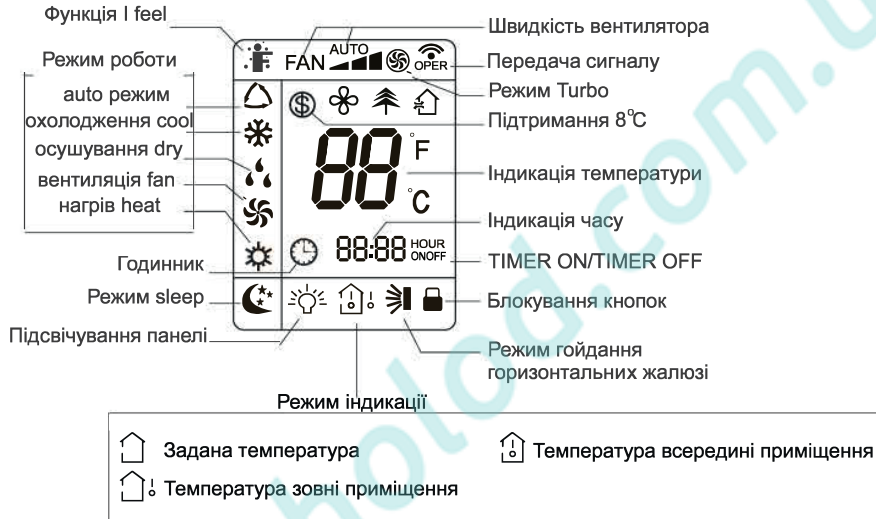 Функція I feel
Швидкість вентилятора
Режим роботи
FAN AUTO OPER
Передача сигналу
Режим Turbo
auto режим
охолодження cool
Підтримання 8°C
осушування dry
88 °F °C
Індикація температури
вентиляція fan
нагрів heat
Індикація часу
88:88 HOUR
ONOFF
Годинник
TIMER ON/TIMER OFF
Режим sleep
Блокування кнопок
Підсвічування панелі
Режим гойдання
горизонтальних жалюзі
Режим індикації
Задана температура
Температура всередині приміщення
Температура зовні приміщення